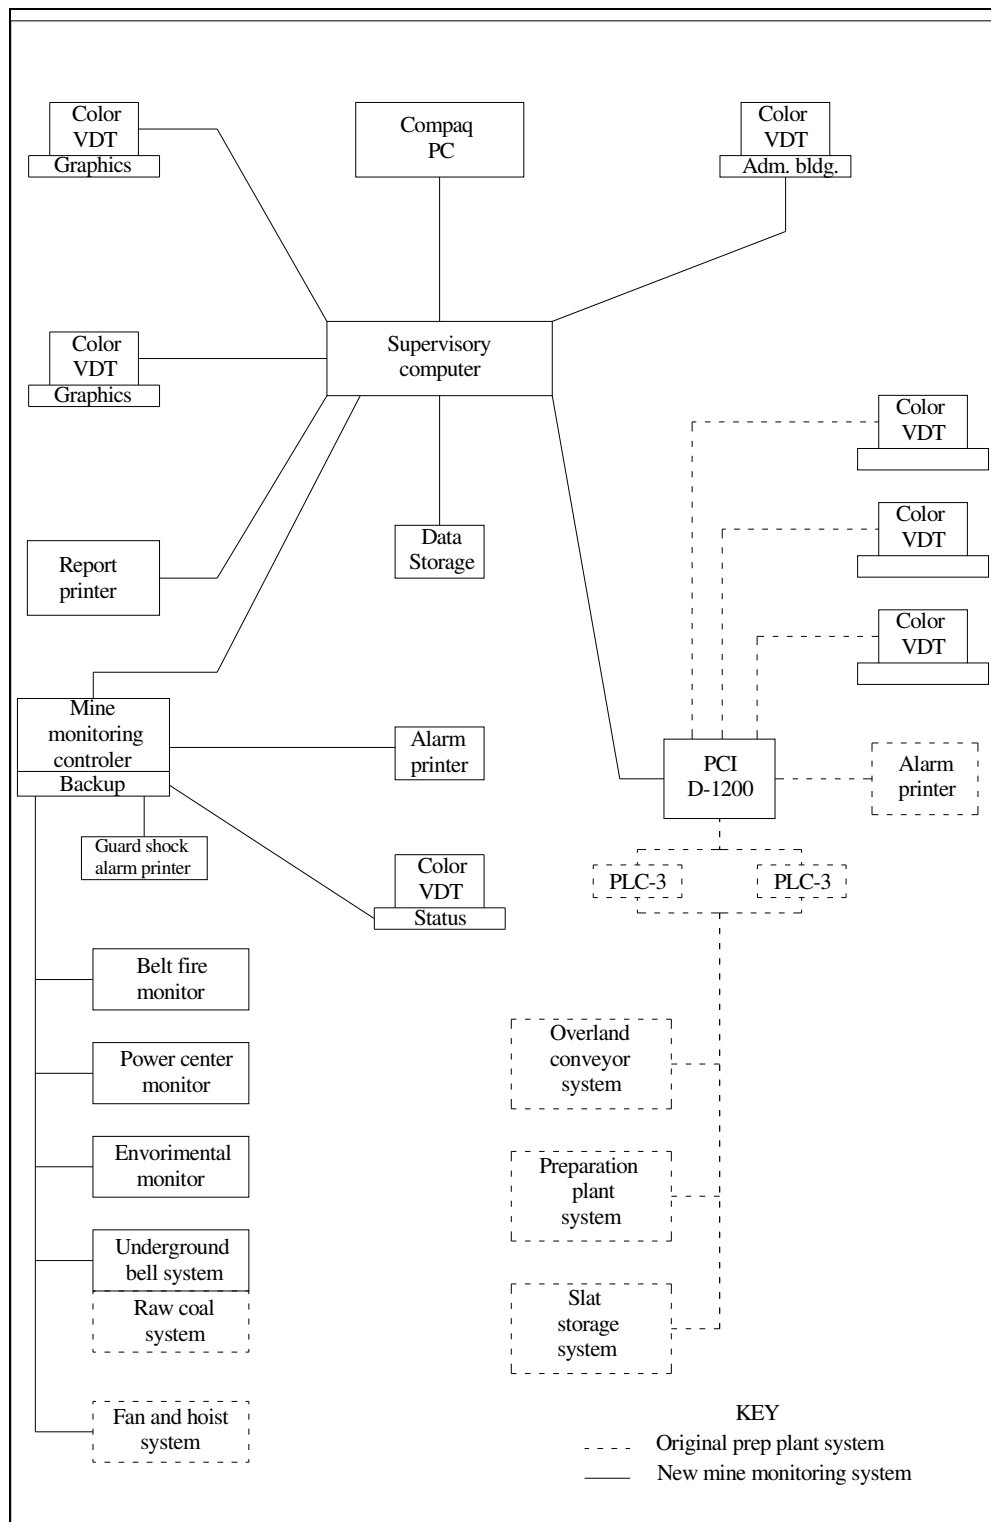 Color
VDT
Graphics
Compaq
PC
Color
VDT
Adm. bldg.
Color
VDT
Graphics
Supervisory
computer
Color
VDT
Color
VDT
Color
VDT
Report
printer
Data
Storage
Mine
monitoring
controler
Backup
Alarm
printer
PCI
D-1200
Alarm
printer
Guard shock
alarm printer
Color
VDT
Status
PLC-3
PLC-3
Belt fire
monitor
Power center
monitor
Envorimental
monitor
Underground
bell system
Raw coal
system
Fan and hoist
system
Overland
conveyor
system
Preparation
plant
system
Slat
storage
system
KEY
Original prep plant system
New mine monitoring system